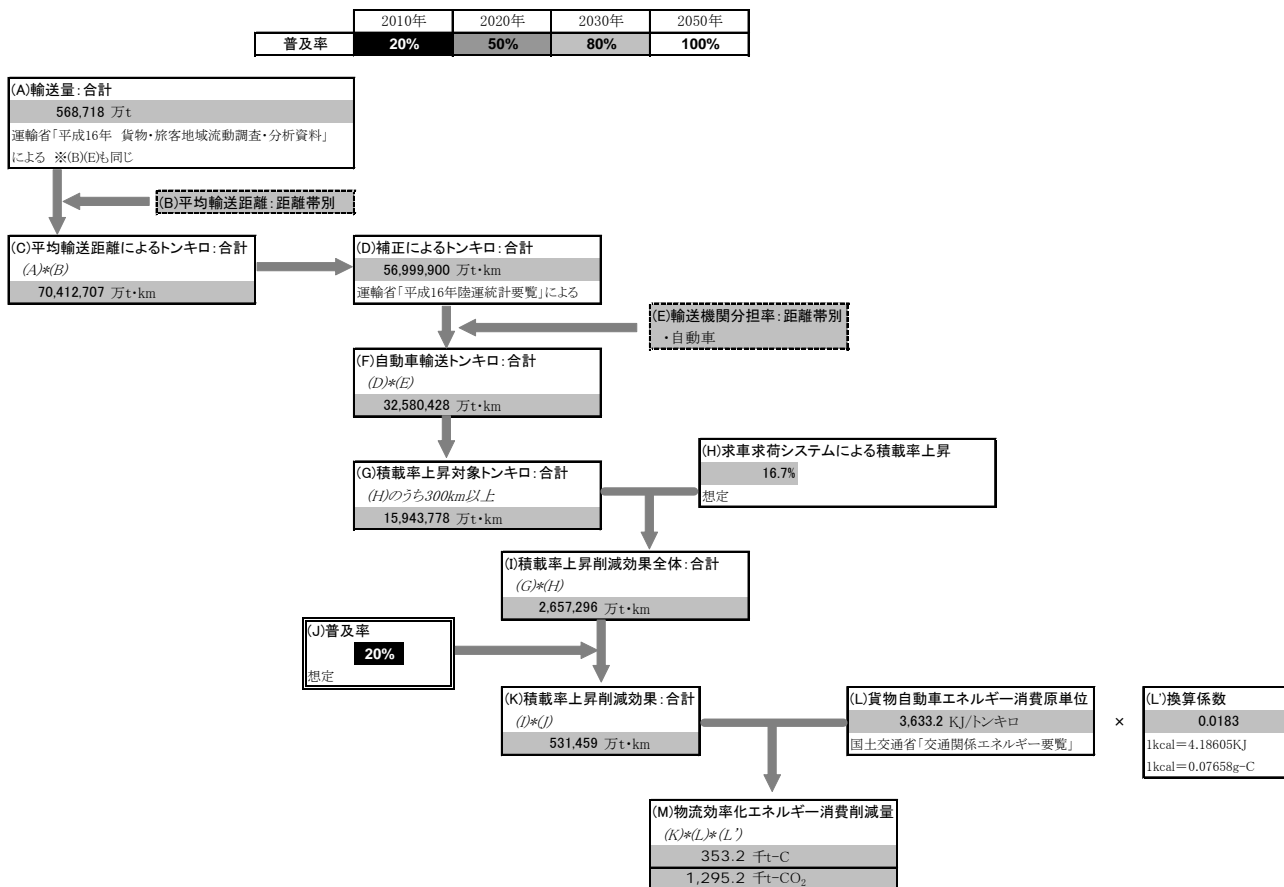 2010年 2020年 2030年 2050年
普及率 20% 50% 80% 100%
(A)輸送量:合計
568,718 万t
運輸省「平成16年 貨物・旅客地域流動調査・分析資料」
による ※(B)(E)も同じ
(B)平均輸送距離:距離帯別
(C)平均輸送距離によるトンキロ:合計
(A)*(B)
70,412,707 万t・km
(D)補正によるトンキロ:合計
56,999,900 万t・km
運輸省「平成16年陸運統計要覧」による
(E)輸送機関分担率:距離帯別
・自動車
(F)自動車輸送トンキロ:合計
(D)*(E)
32,580,428 万t・km
(G)積載率上昇対象トンキロ:合計
(H)のうち300km以上
15,943,778 万t・km
(H)求車求荷システムによる積載率上昇
16.7%
想定
(I)積載率上昇削減効果全体:合計
(G)*(H)
2,657,296 万t・km
(J)普及率
20%
想定
(K)積載率上昇削減効果:合計
(I)*(J)
531,459 万t・km
(L)貨物自動車エネルギー消費原単位
3,633.2 KJ/トンキロ
国土交通省「交通関係エネルギー要覧」
×
(L')換算係数
0.0183
1kcal=4.18605KJ
1kcal=0.07658g-C
(M)物流効率化エネルギー消費削減量
(K)*(L)*(L')
353.2 千t-C
1,295.2 千t-CO₂